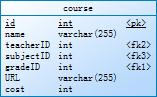 course
id int <pk>
name varchar(255)
teacherID int <fk2>
subjectID int <fk3>
gradeID int <fk1>
URL varchar(255)
cost int